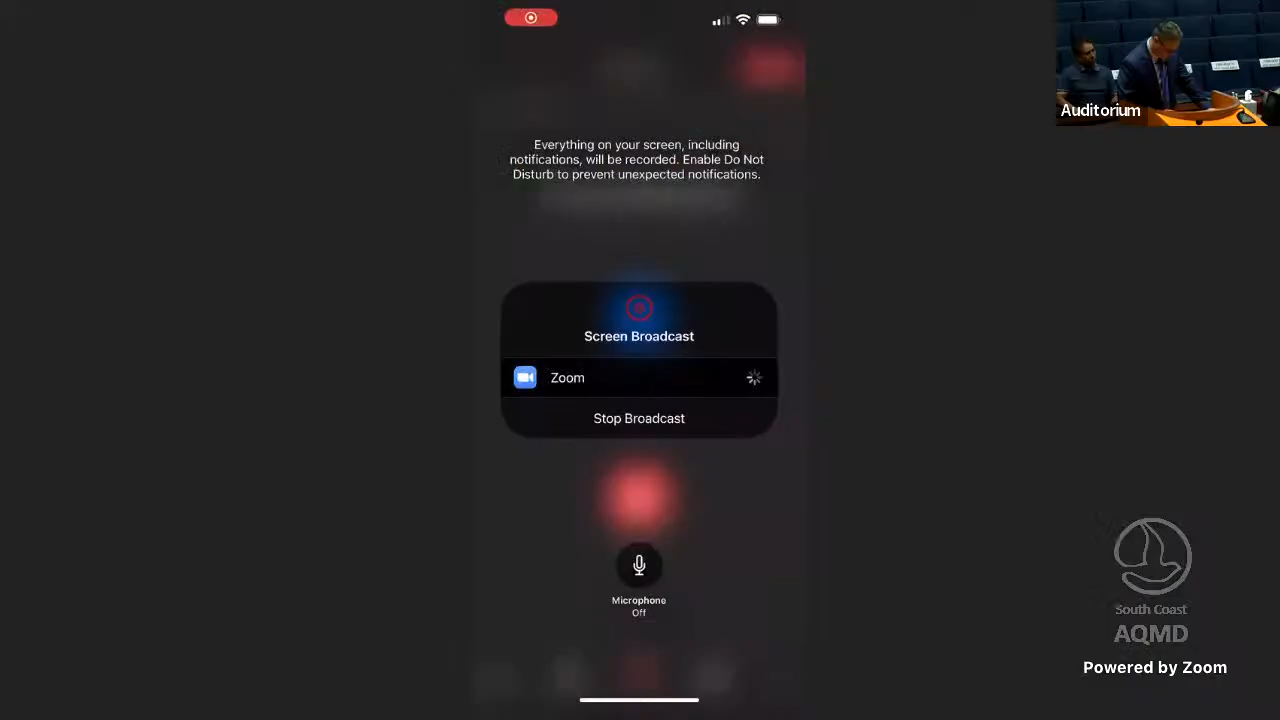 Everything on your screen, including
notifications, will be recorded. Enable Do Not
Disturb to prevent unexpected notifications.
Screen Broadcast
Zoom
Stop Broadcast
Microphone
Off
Auditorium
South Coast
AQMD
Powered by Zoom